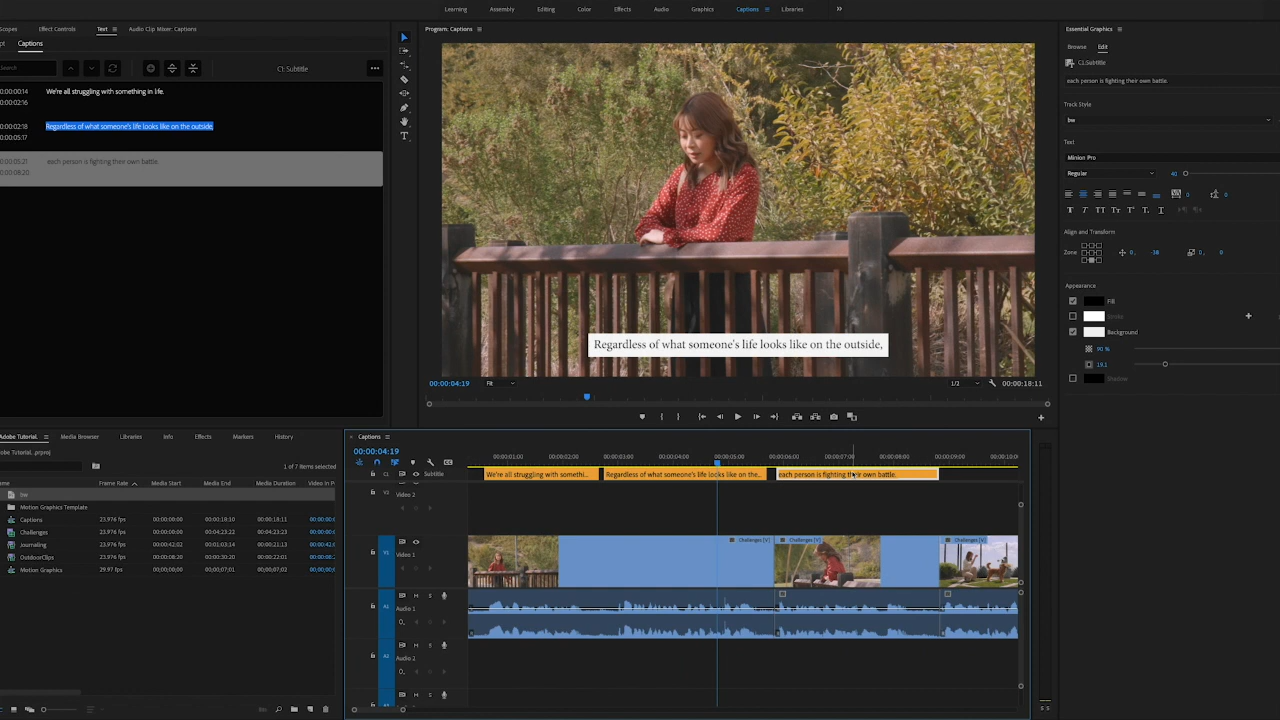 Learning Assembly Editing Color Effects Audio Graphics Captions Libraries
Scopes Effect Controls Text Audio Clip Mixer: Captions
Captions
Search C1: Subtitle
00:00:00:14 We're all struggling with something in life.
00:00:02:16
00:00:02:18 Regardless of what someone's life looks like on the outside,
00:00:05:17
00:00:05:21 each person is fighting their own battle.
00:00:08:20
Program: Captions
Regardless of what someone's life looks like on the outside,
00:00:04:19 Fit 1/2 00:00:18:11
Essential Graphics
Browse Edit
C1: Subtitle
each person is fighting their own battle.
Track Style
bw
Text
Minion Pro
Regular 40
0 0
Align and Transform
Zone 0, -38 0, 0
Appearance
Fill
Stroke
Background
90 %
19.1
Shadow
Adobe Tutorial. Media Browser Libraries Info Effects Markers History
.prproj
1 of 7 items selected
Name Frame Rate Media Start Media End Media Duration Video In P
bw
Motion Graphics Template
Captions 23.976 fps 00:00:00:00 00:00:18:10 00:00:18:11
Challenges 23.976 fps 00:00:00:00 00:04:23:22 00:04:23:23
Journaling 23.976 fps 00:00:42:02 00:01:03:14 00:00:21:13
OutdoorClips 23.976 fps 00:00:08:20 00:00:30:20 00:00:22:01
Motion Graphics 29.97 fps 00:00:00:00 00:00:07:01 00:00:07:02
Captions
00:00:04:19
00:00:01:00 00:00:02:00 00:00:03:00 00:00:04:00 00:00:05:00 00:00:06:00 00:00:07:00 00:00:08:00 00:00:09:00 00:00:10:00
C1 Subtitle We're all struggling with somethi... Regardless of what someone's life looks like on the... each person is fighting their own battle.
V2
Video 2
V1 Challenges [V] Challenges [V] Challenges [V]
Video 1
M S
A1 Audio 1
0,
M S
A2 Audio 2
0,
M S
S S